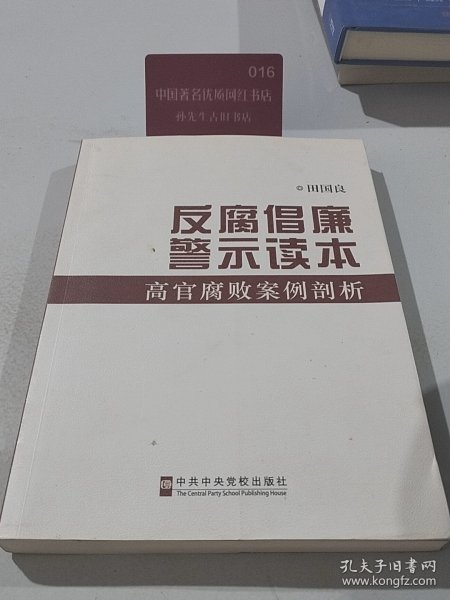 016
中国著名优质网红书店
孙先生古旧书店
◎田国良
反腐倡廉
警示读本
高官腐败案例剖析
中共中央党校出版社
The Central Party School Publishing House
孔夫子旧书网
www.kongfz.com